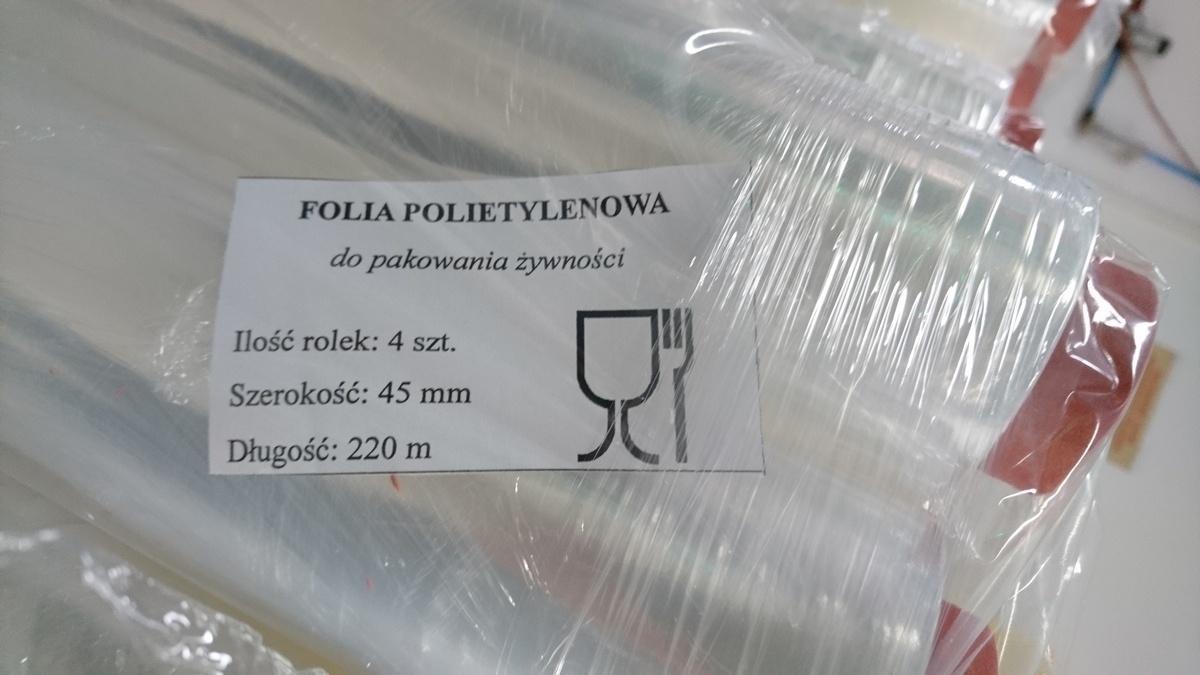 FOLIA POLIETYLENOWA
do pakowania żywności
Ilość rolek: 4 szt.
Szerokość: 45 mm
Długość: 220 m